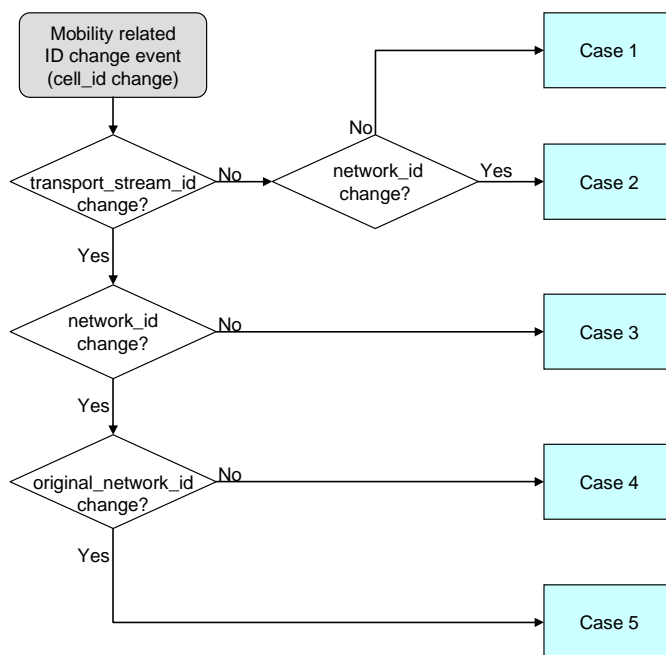 Mobility related
ID change event
(cell_id change)
Case 1
No
transport_stream_id
change?
No
network_id
change?
Yes
Case 2
Yes
network_id
change?
No
Case 3
Yes
original_network_id
change?
No
Case 4
Yes
Case 5